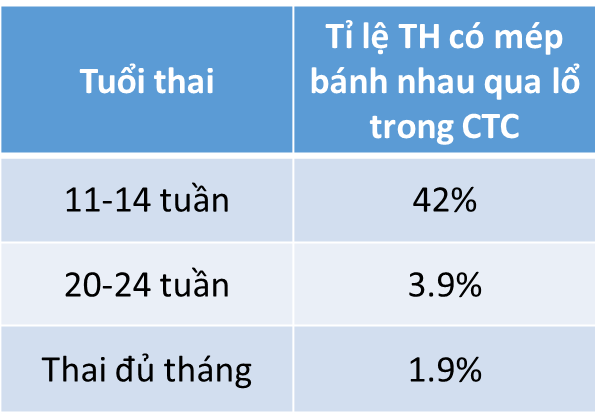 Tuổi thai
Tỉ lệ TH có mép
bánh nhau qua lổ
trong CTC
11-14 tuần
42%
20-24 tuần
3.9%
Thai đủ tháng
1.9%